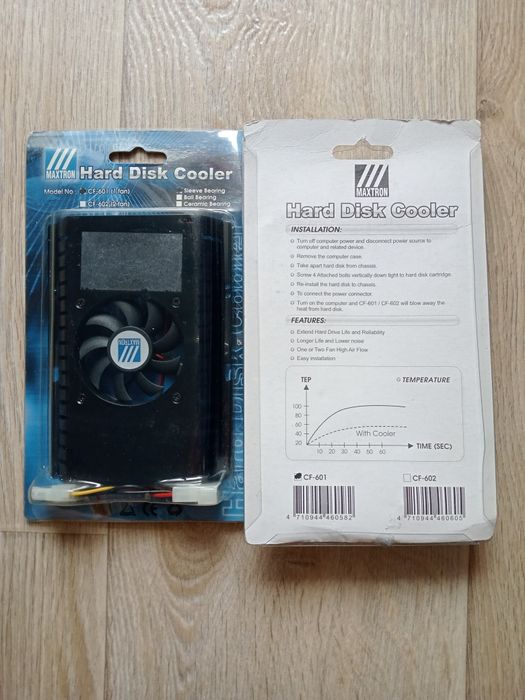 MAXTRON
Hard Disk Cooler
Model No :
CF-601 (1 fan)
Sleeve Bearing
CF-602 (2 fan)
Ball Bearing
Ceramic Bearing
MAXTRON
MAXTRON
Hard Disk Cooler
INSTALLATION:
Turn off computer power and disconnect power source to
computer and related device.
Remove the computer case.
Take apart hard disk from chassis.
Screw 4 Attached bolts vertically down tight to hard disk cartridge.
Re-install the hard disk to chassis.
To connect the power connector.
Turn on the computer and CF-601 / CF-602 will blow away the
heat from hard disk.
FEATURES:
Extend Hard Drive Life and Reliability
Longer Life and Lower noise
One or Two Fan High Air Flow
Easy installation
TEP
TEMPERATURE
100
80
60
40
20
With Cooler
10 20 30 40 50 60
TIME (SEC)
CF-601
CF-602
4 710944 460582
4 710944 460605